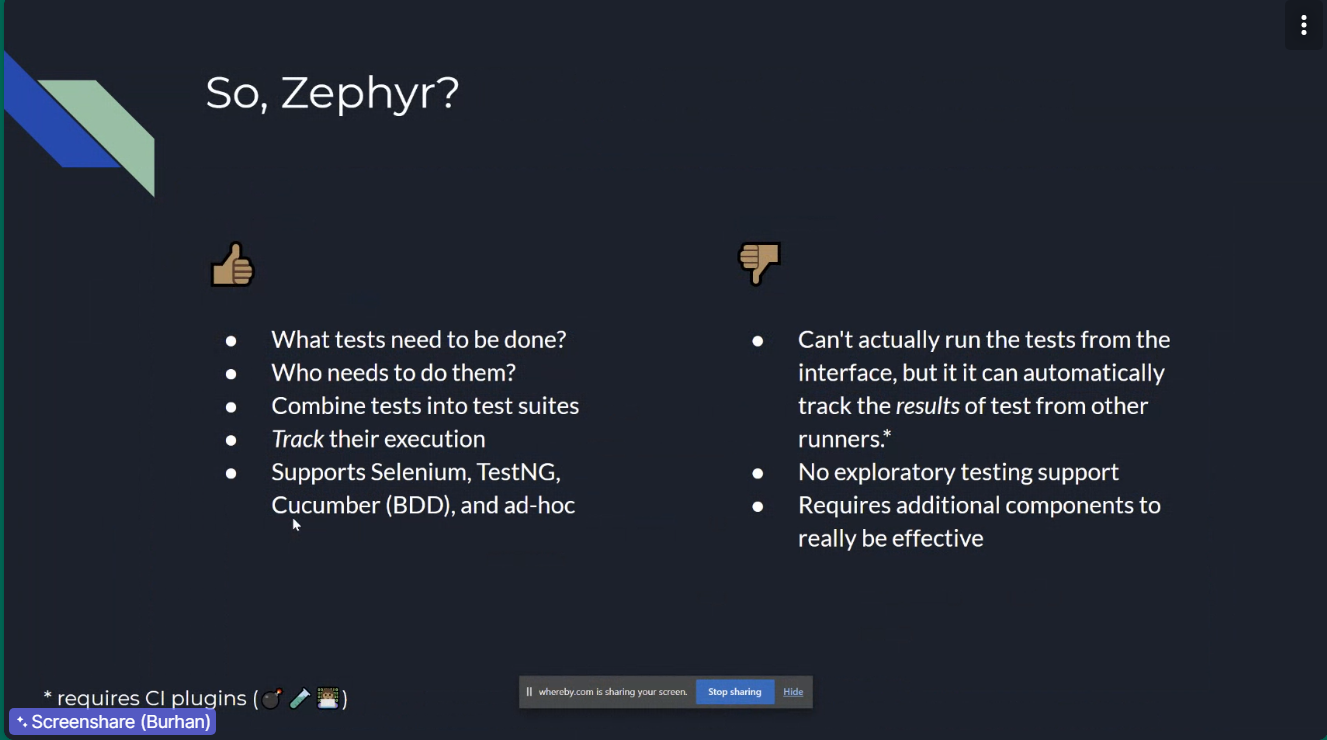 So, Zephyr?
What tests need to be done?
Who needs to do them?
Combine tests into test suites
Track their execution
Supports Selenium, TestNG,
Cucumber (BDD), and ad-hoc
Can't actually run the tests from the
interface, but it it can automatically
track the results of test from other
runners.*
No exploratory testing support
Requires additional components to
really be effective
* requires CI plugins (💣 🧪 👨🏽‍💻)
whereby.com is sharing your screen. Stop sharing Hide
Screenshare (Burhan)